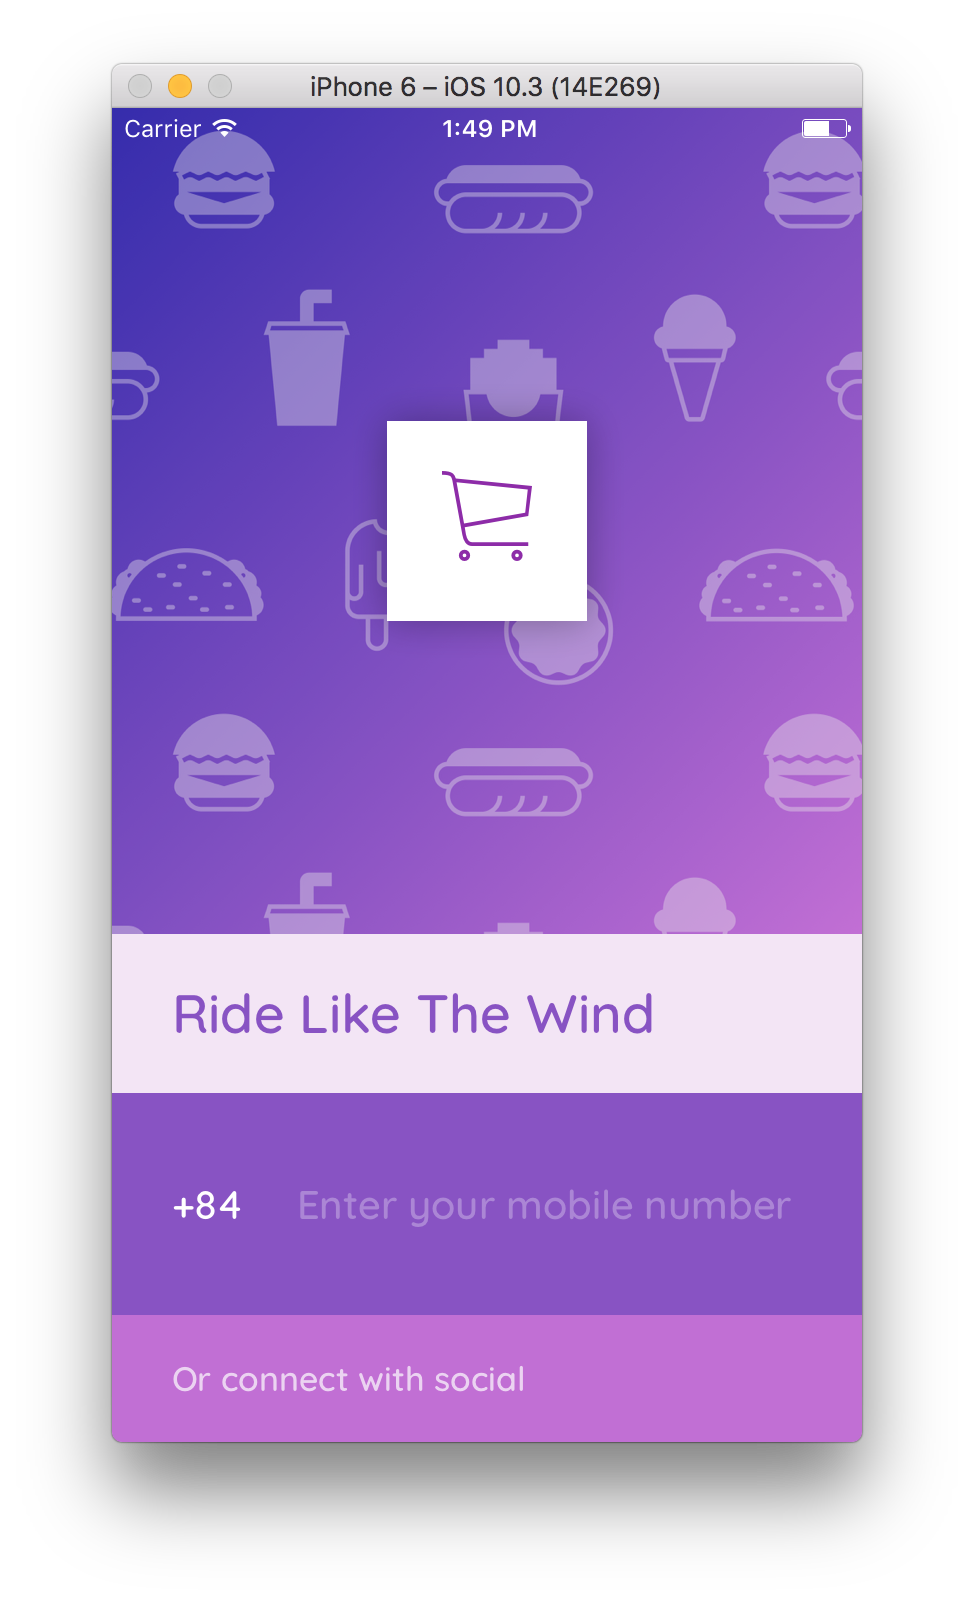 iPhone 6 – iOS 10.3 (14E269)
Carrier 1:49 PM
Ride Like The Wind
+84 Enter your mobile number
Or connect with social